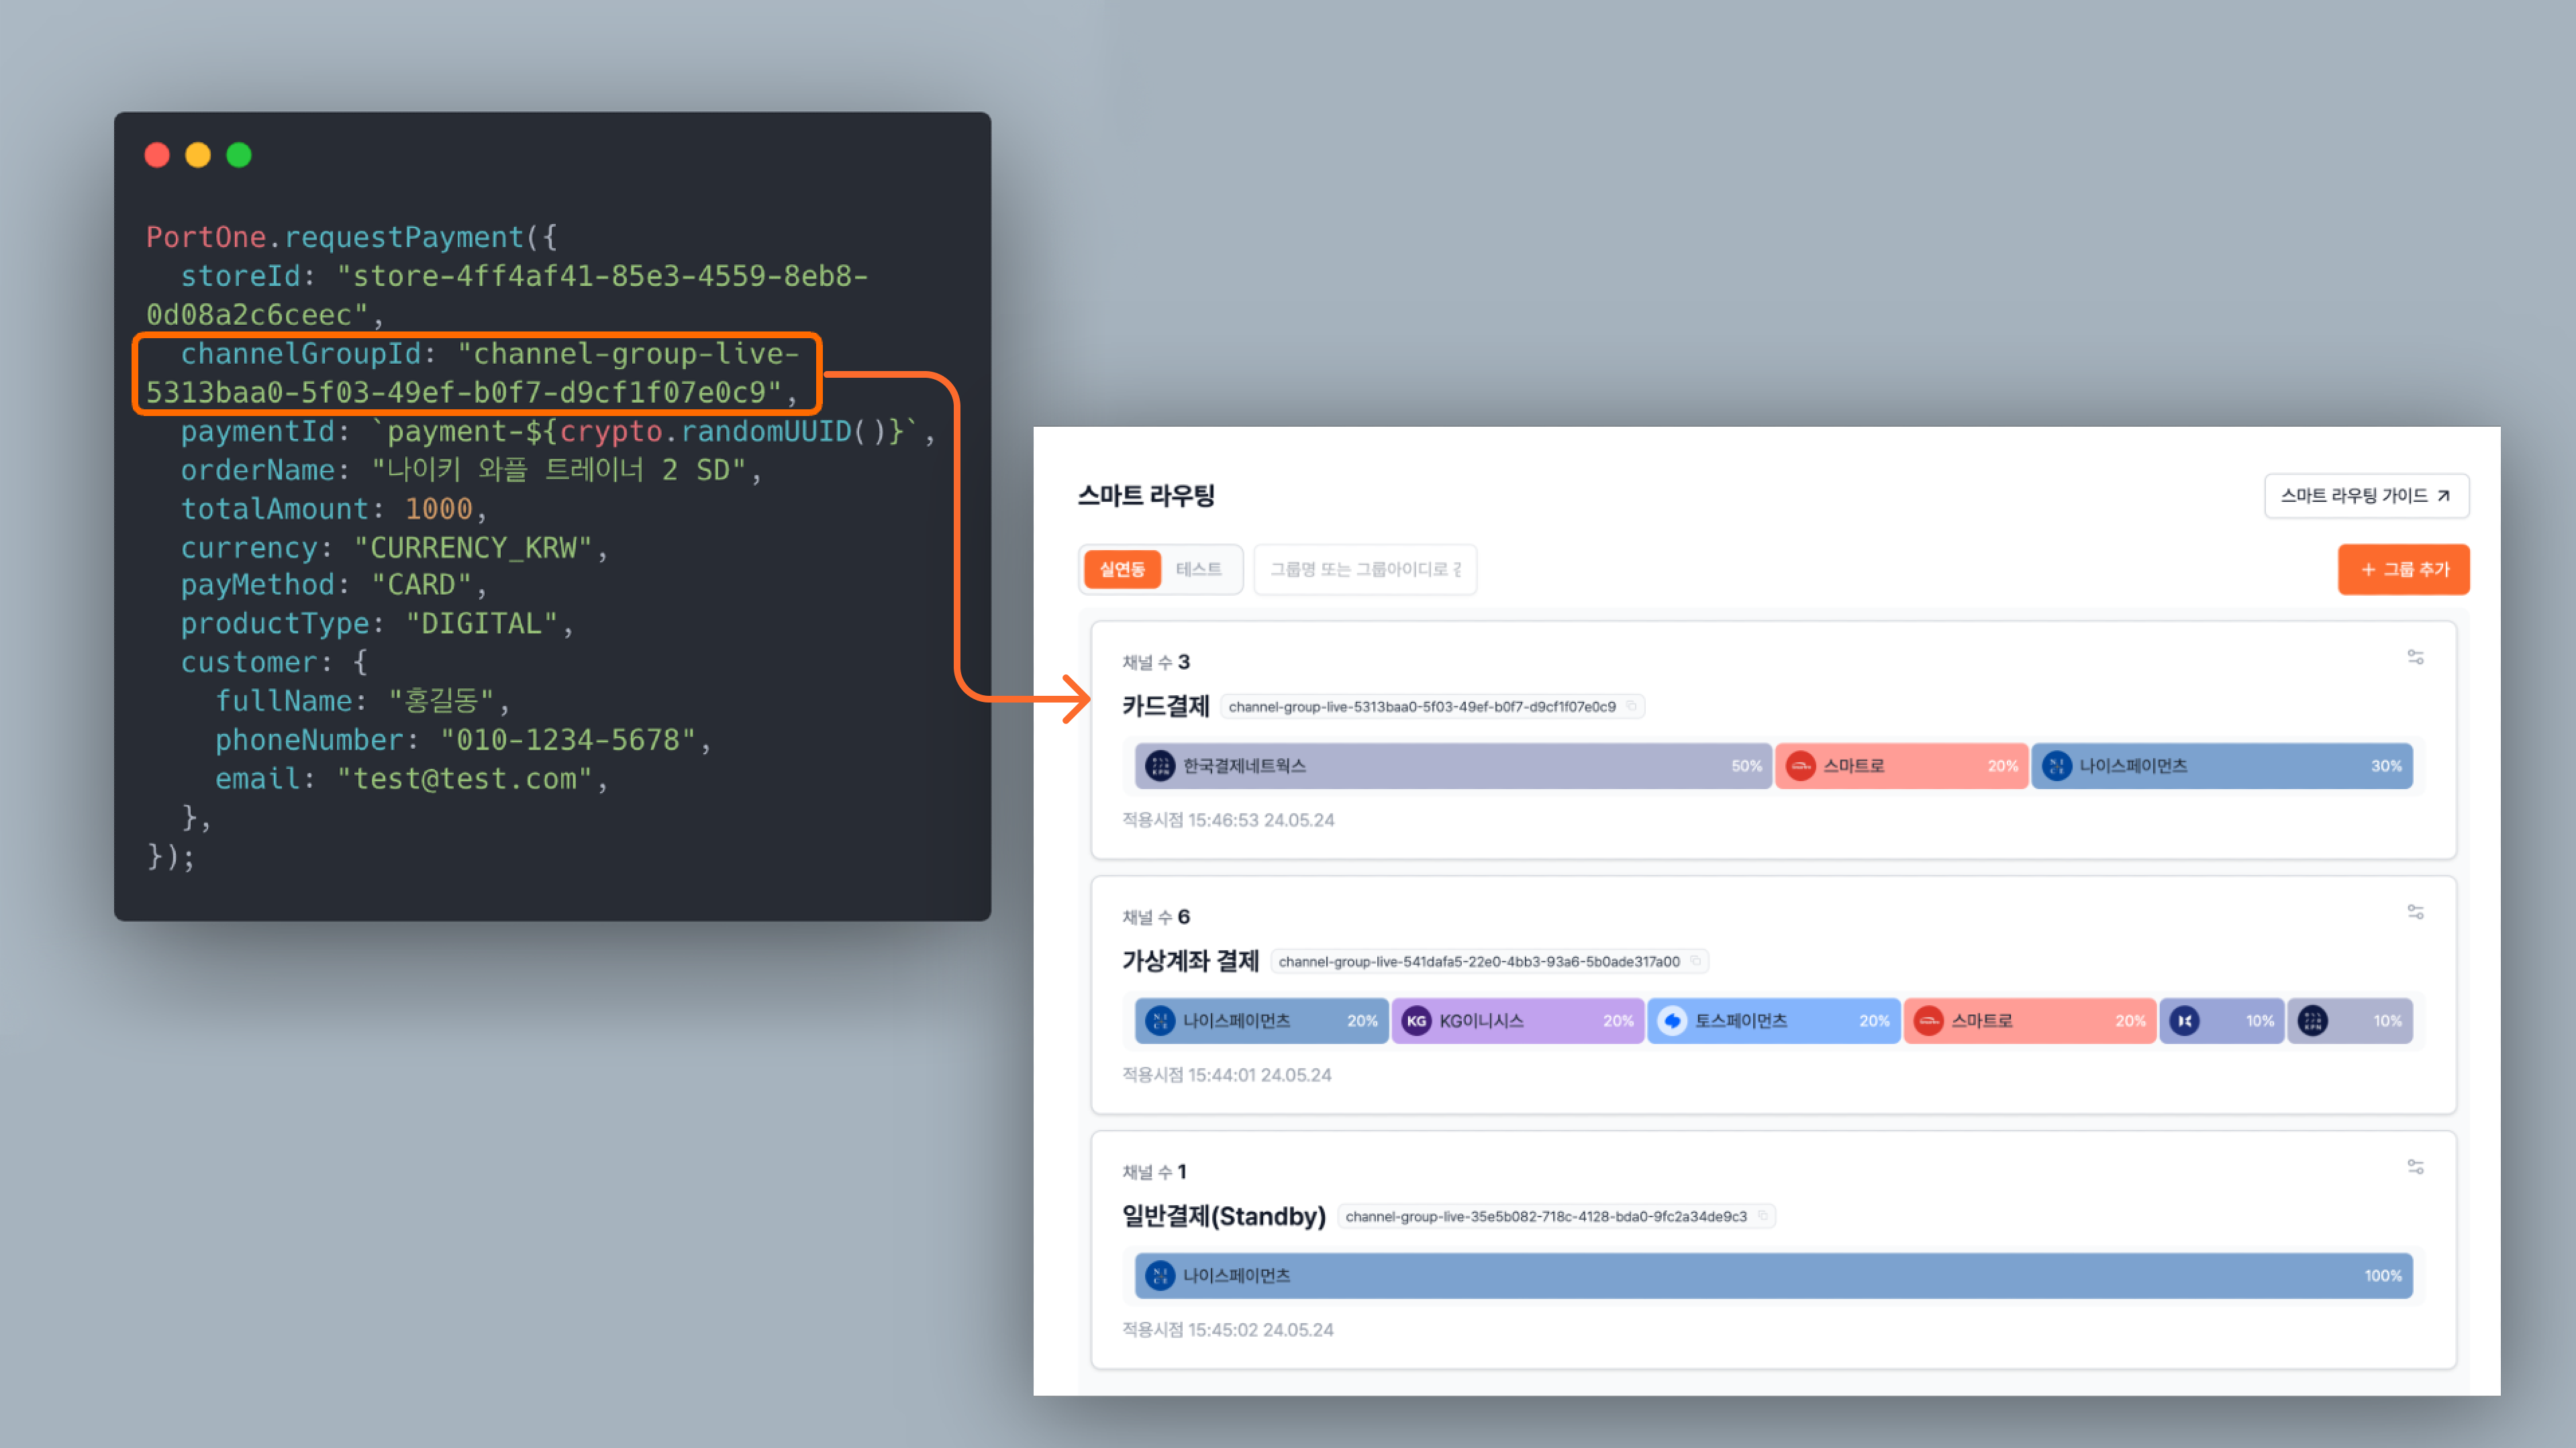 PortOne.requestPayment({
storeId: "store-4ff4af41-85e3-4559-8eb8-
0d08a2c6ceec",
channelGroupId: "channel-group-live-
5313baa0-5f03-49ef-b0f7-d9cf1f07e0c9",
paymentId: `payment-${crypto.randomUUID()}`,
orderName: "나이키 와플 트레이너 2 SD",
totalAmount: 1000,
currency: "CURRENCY_KRW",
payMethod: "CARD",
productType: "DIGITAL",
customer: {
fullName: "홍길동",
phoneNumber: "010-1234-5678",
email: "test@test.com",
},
});
스마트 라우팅
스마트 라우팅 가이드
실연동 테스트 그룹명 또는 그룹아이디로
+ 그룹 추가
채널 수 3
카드결제 channel-group-live-5313baa0-5f03-49ef-b0f7-d9cf1f07e0c9
KPN 한국결제네트웍스 50% 스마트로 20% NICE 나이스페이먼츠 30%
적용시점 15:46:53 24.05.24
채널 수 6
가상계좌 결제 channel-group-live-541dafa5-22e0-4bb3-93a6-5b0ade317a00
NICE 나이스페이먼츠 20% KG KG이니시스 20% 토스페이먼츠 20% 스마트로 20% 10% KPN 10%
적용시점 15:44:01 24.05.24
채널 수 1
일반결제(Standby) channel-group-live-35e5b082-718c-4128-bda0-9fc2a34de9c3
NICE 나이스페이먼츠 100%
적용시점 15:45:02 24.05.24